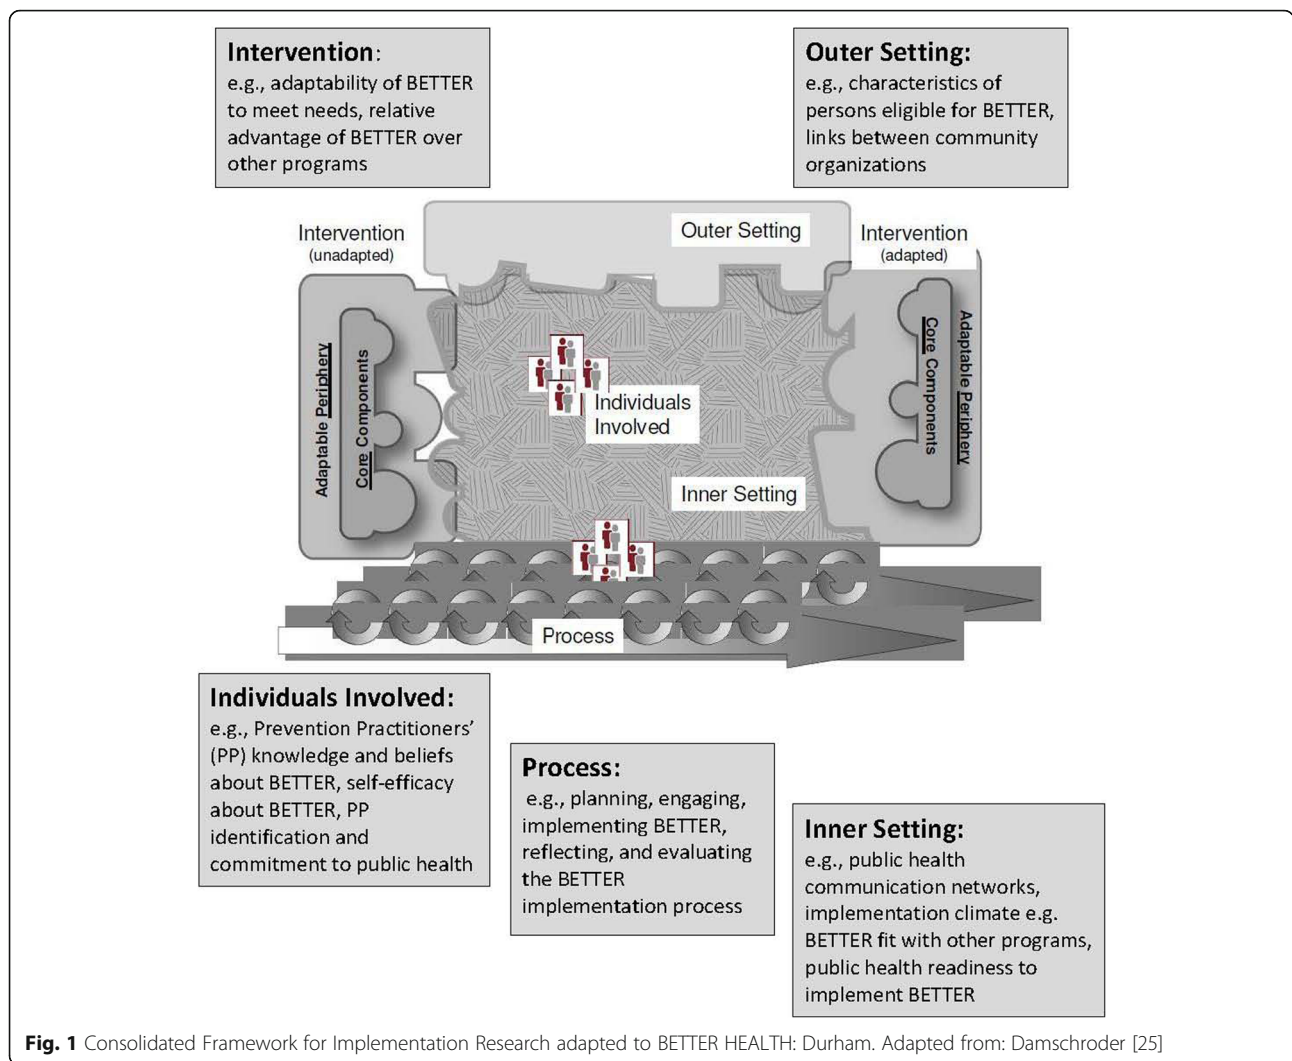 Intervention:
e.g., adaptability of BETTER
to meet needs, relative
advantage of BETTER over
other programs
Outer Setting:
e.g., characteristics of
persons eligible for BETTER,
links between community
organizations
Intervention
(unadapted)
Outer Setting
Intervention
(adapted)
Adaptable Periphery
Core Components
Individuals
Involved
Inner Setting
Core Components
Adaptable Periphery
Process
Individuals Involved:
e.g., Prevention Practitioners’
(PP) knowledge and beliefs
about BETTER, self-efficacy
about BETTER, PP
identification and
commitment to public health
Process:
e.g., planning, engaging,
implementing BETTER,
reflecting, and evaluating
the BETTER
implementation process
Inner Setting:
e.g., public health
communication networks,
implementation climate e.g.
BETTER fit with other programs,
public health readiness to
implement BETTER
Fig. 1 Consolidated Framework for Implementation Research adapted to BETTER HEALTH: Durham. Adapted from: Damschroder [25]